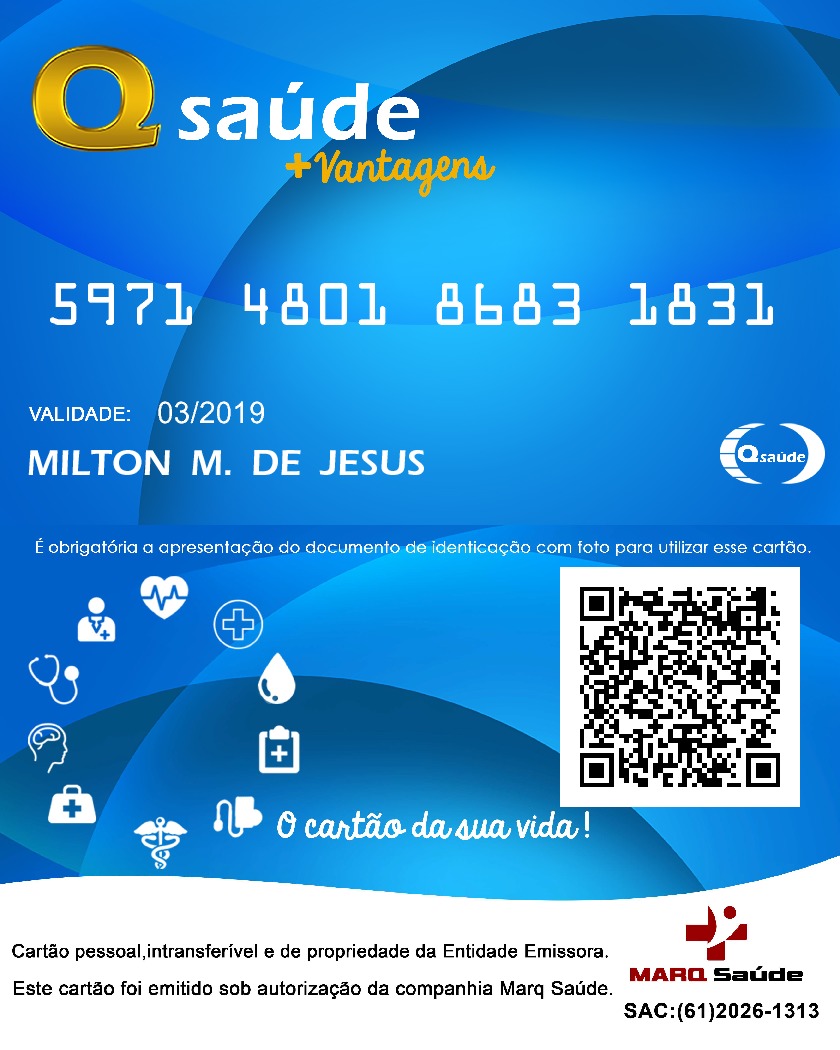 Q saúde
+Vantagens
5971 4801 8683 1831
VALIDADE: 03/2019
MILTON M. DE JESUS
Qsaúde
É obrigatória a apresentação do documento de identicação com foto para utilizar esse cartão.
O cartão da sua vida!
Cartão pessoal,intransferível e de propriedade da Entidade Emissora.
MARQ Saúde
Este cartão foi emitido sob autorização da companhia Marq Saúde.
SAC:(61)2026-1313